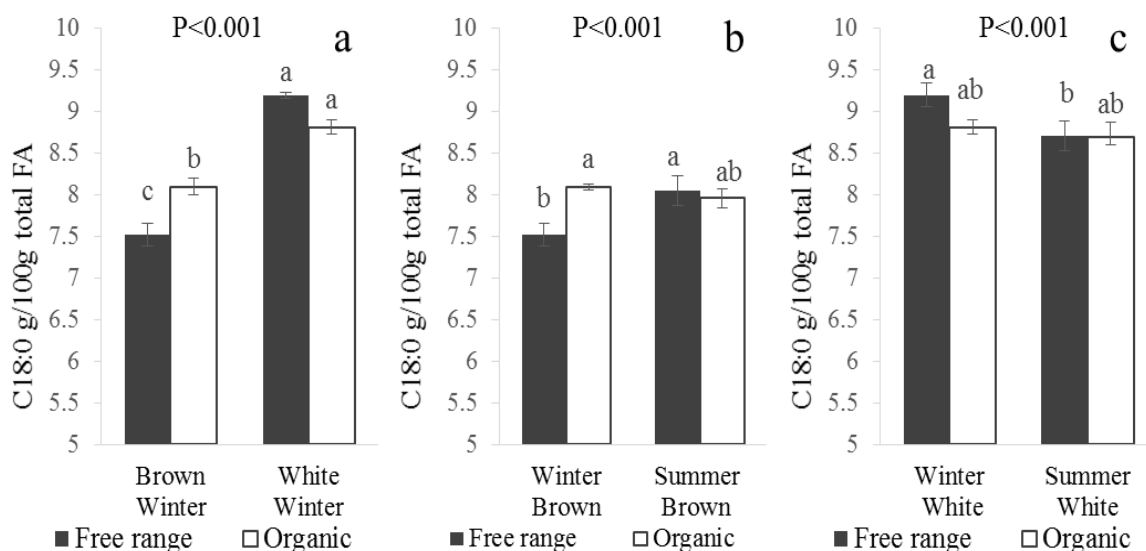 P<0.001
a
C18:0 g/100g total FA
10
9.5
9
8.5
8
7.5
7
6.5
6
5.5
5
c
b
a
a
Brown Winter
White Winter
Free range
Organic
P<0.001
b
C18:0 g/100g total FA
10
9.5
9
8.5
8
7.5
7
6.5
6
5.5
5
b
a
a
ab
Winter Brown
Summer Brown
Free range
Organic
P<0.001
c
C18:0 g/100g total FA
10
9.5
9
8.5
8
7.5
7
6.5
6
5.5
5
a
ab
b
ab
Winter White
Summer White
Free range
Organic